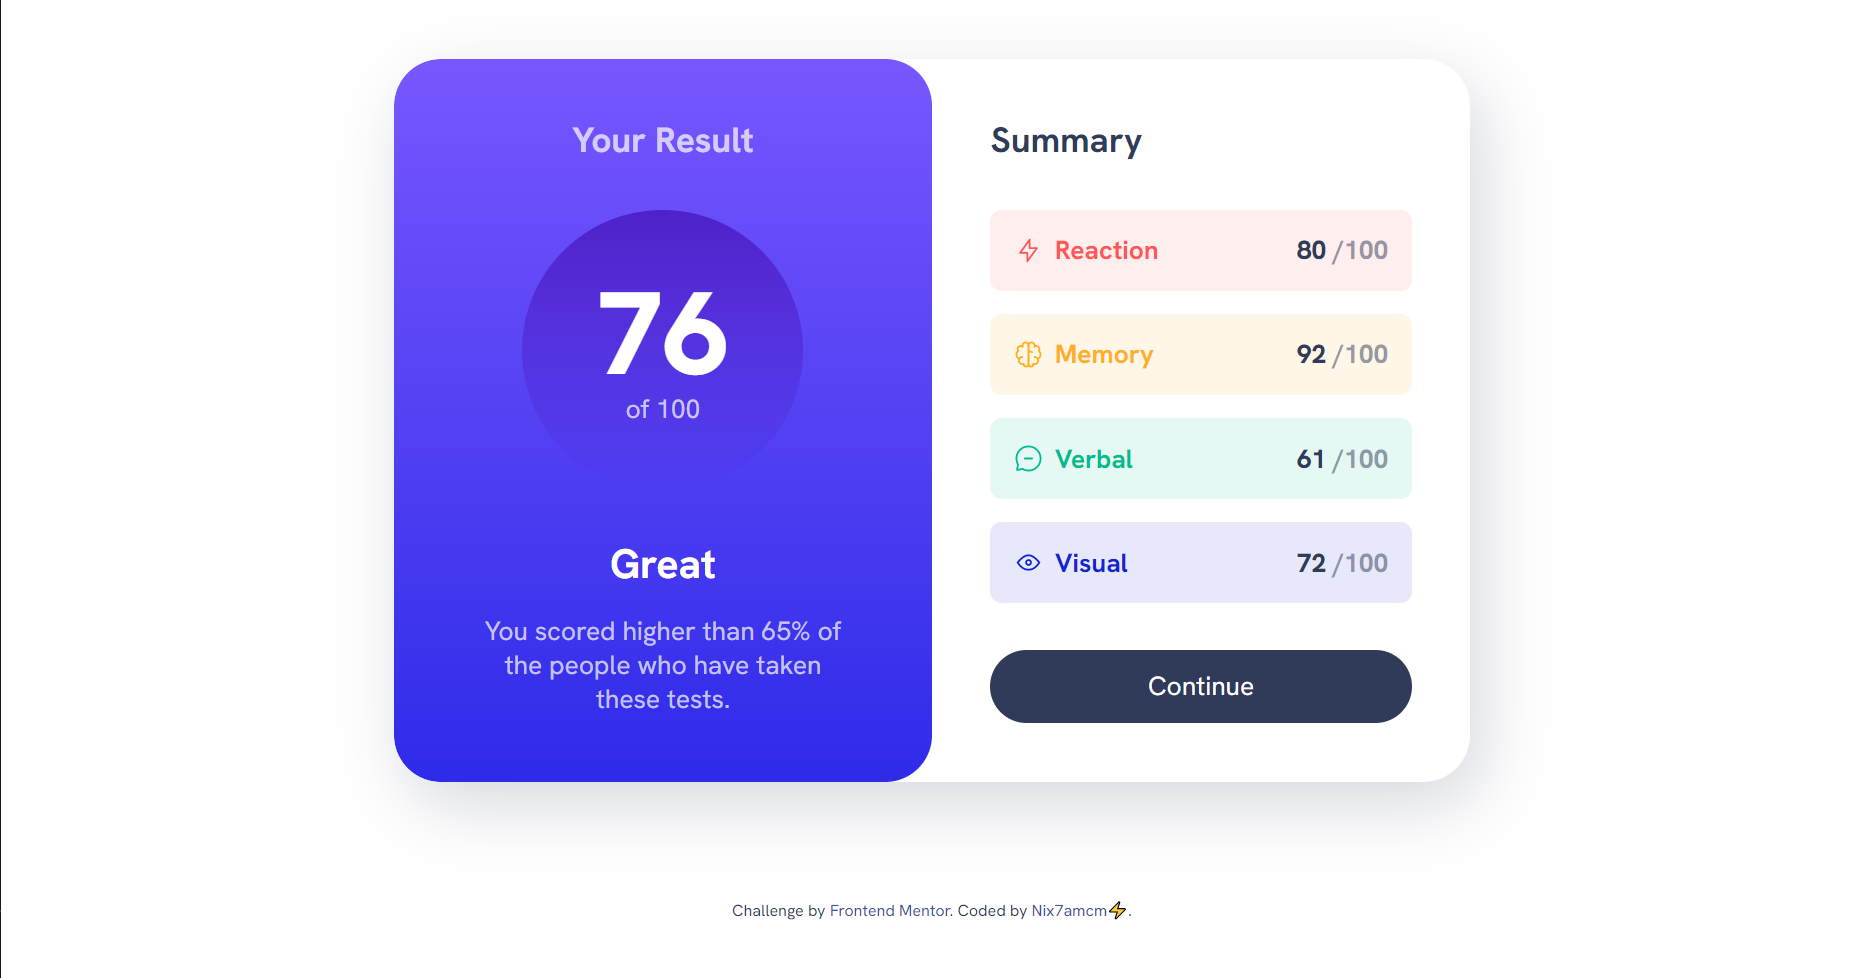 Your Result
76
of 100
Great
You scored higher than 65% of
the people who have taken
these tests.
Summary
Reaction 80 /100
Memory 92 /100
Verbal 61 /100
Visual 72 /100
Continue
Challenge by Frontend Mentor. Coded by Nix7amcm⚡.